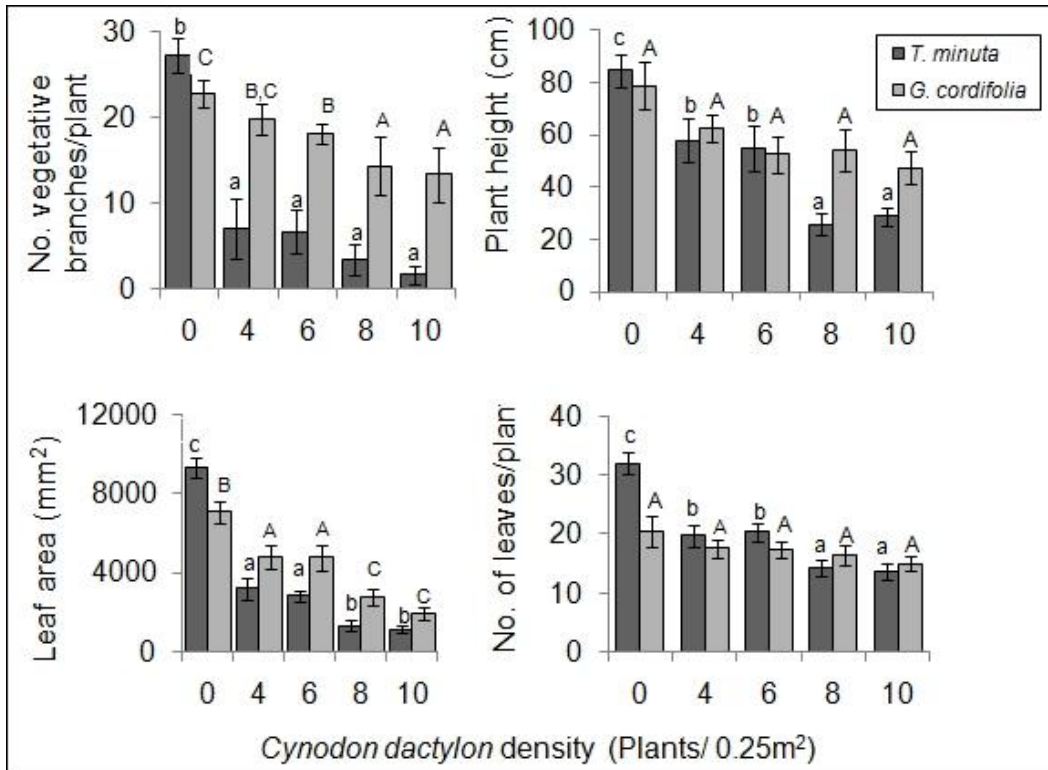 No. vegetative
branches/plant
30
20
10
0
b
C
a
B,C
a
B
a
A
a
A
0 4 6 8 10
Plant height (cm)
100
80
60
40
20
0
c
A
b
A
b
A
a
A
a
A
0 4 6 8 10
T. minuta
G. cordifolia
Leaf area (mm²)
12000
8000
4000
0
c
B
a
A
a
A
b
C
b
C
0 4 6 8 10
No. of leaves/plan
40
30
20
10
0
c
A
b
A
b
A
a
A
a
A
0 4 6 8 10
Cynodon dactylon density (Plants/ 0.25m²)